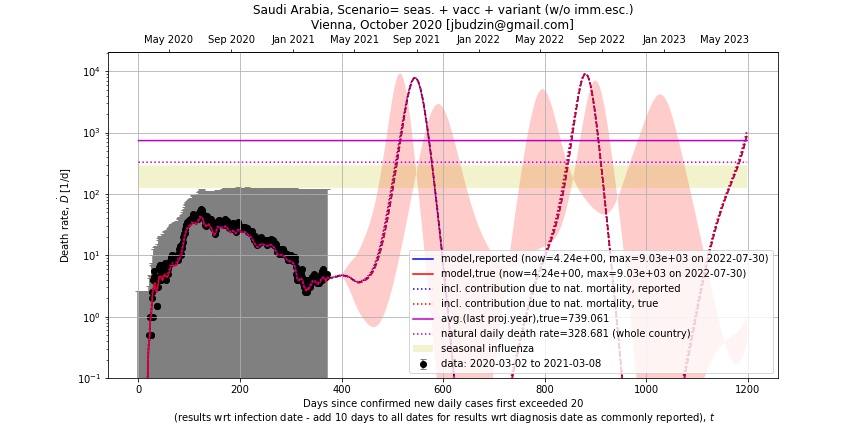 Saudi Arabia, Scenario= seas. + vacc + variant (w/o imm.esc.)
Vienna, October 2020 [jbudzin@gmail.com]
May 2020 Sep 2020 Jan 2021 May 2021 Sep 2021 Jan 2022 May 2022 Sep 2022 Jan 2023 May 2023
10⁴
10³
10²
10¹
10⁰
10⁻¹
Death rate, Ḋ [1/d]
model,reported (now=4.24e+00, max=9.03e+03 on 2022-07-30)
model,true (now=4.24e+00, max=9.03e+03 on 2022-07-30)
incl. contribution due to nat. mortality, reported
incl. contribution due to nat. mortality, true
avg.(last proj.year),true=739.061
natural daily death rate=328.681 (whole country)
seasonal influenza
data: 2020-03-02 to 2021-03-08
0 200 400 600 800 1000 1200
Days since confirmed new daily cases first exceeded 20
(results wrt infection date - add 10 days to all dates for results wrt diagnosis date as commonly reported), t